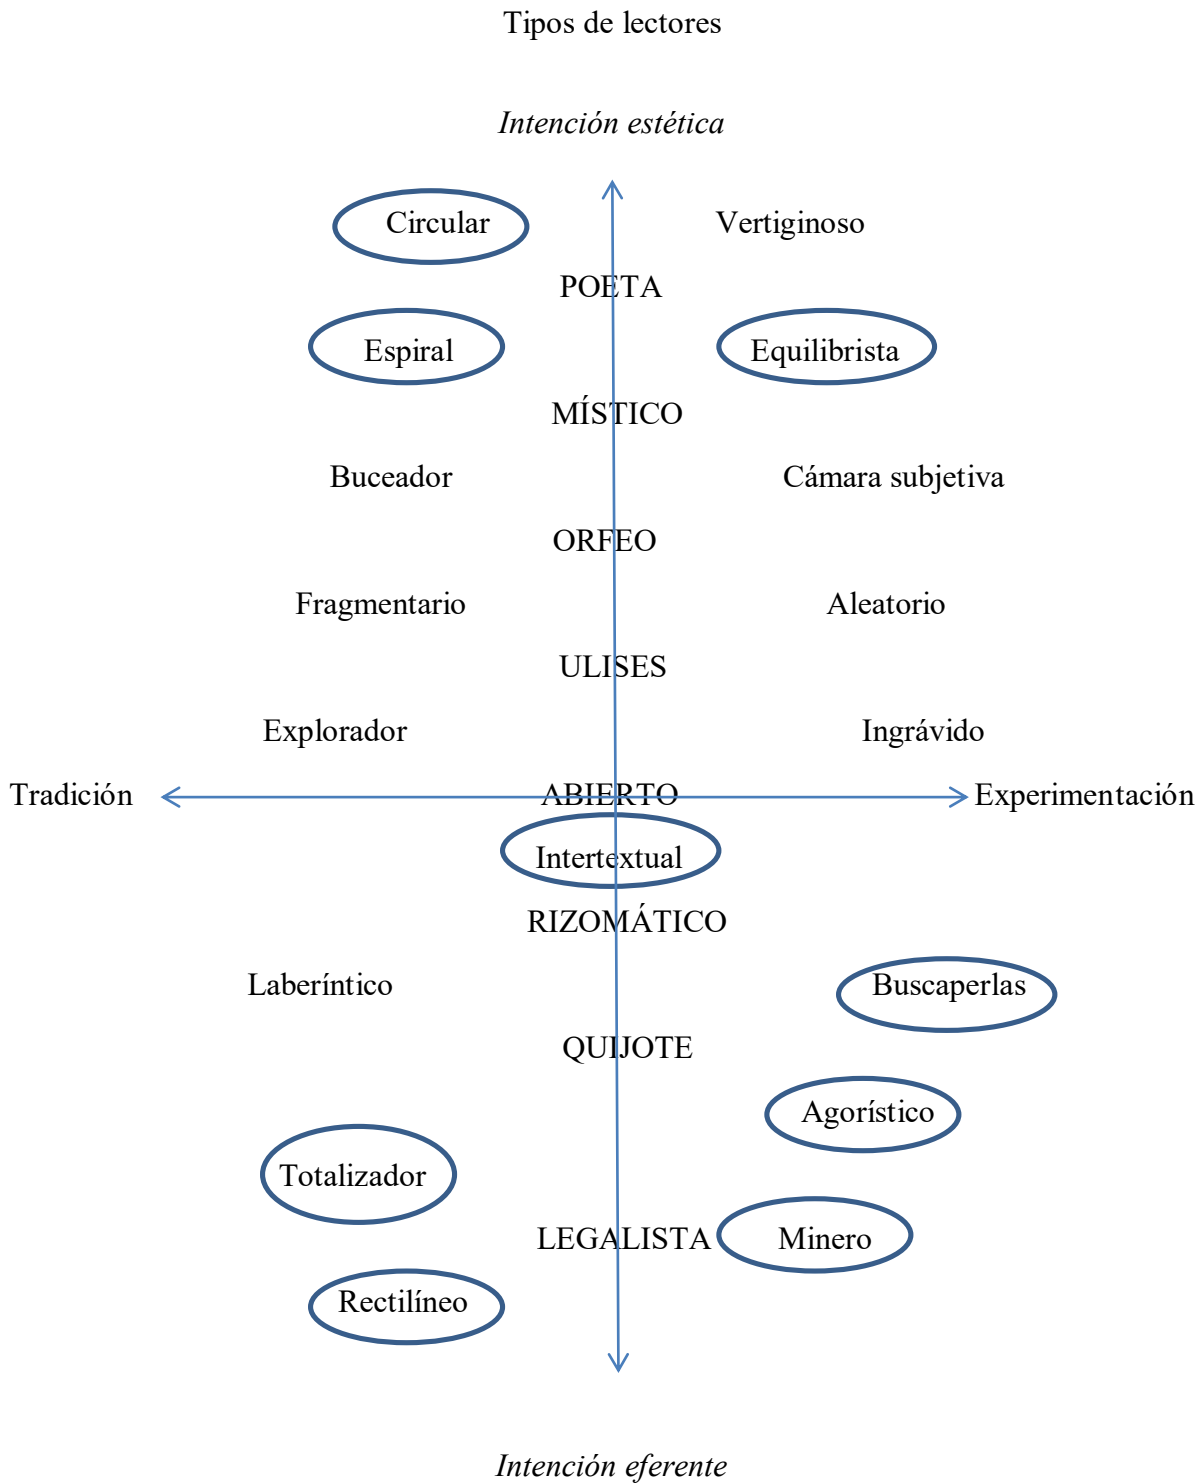 Tipos de lectores
Intención estética
Circular
Vertiginoso
POETA
Espiral
Equilibrista
MÍSTICO
Buceador
Cámara subjetiva
ORFEO
Fragmentario
Aleatorio
ULISES
Explorador
Ingrávido
Tradición
ABIERTO
Experimentación
Intertextual
RIZOMÁTICO
Laberíntico
Buscaperlas
QUIJOTE
Agorístico
Totalizador
LEGALISTA
Minero
Rectilíneo
Intención eferente